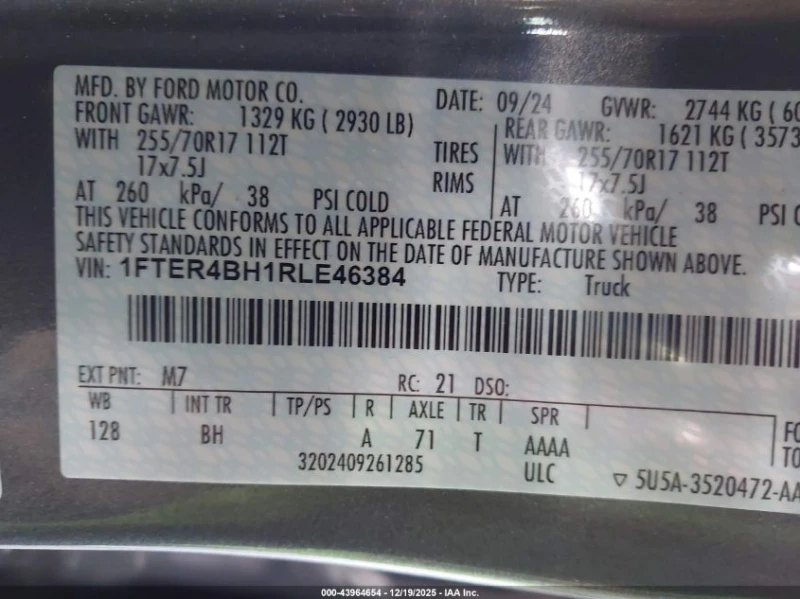 MFD. BY FORD MOTOR CO.
DATE: 09/24 GVWR: 2744 KG ( 60
FRONT GAWR: 1329 KG ( 2930 LB)
REAR GAWR: 1621 KG ( 3573
WITH 255/70R17 112T TIRES WITH 255/70R17 112T
17x7.5J RIMS 17x7.5J
AT 260 kPa/ 38 PSI COLD AT 260 kPa/ 38 PSI C
THIS VEHICLE CONFORMS TO ALL APPLICABLE FEDERAL MOTOR VEHICLE
SAFETY STANDARDS IN EFFECT ON THE DATE OF MANUFACTURE SHOWN ABOVE.
VIN: 1FTER4BH1RLE46384 TYPE: Truck
EXT PNT: M7 RC: 21 DSO:
WB INT TR TP/PS R AXLE TR SPR
128 BH A 71 T AAAA
3202409261285 ULC ▽ 5U5A-3520472-AA
FO
TO
000-43964654 - 12/19/2025 - IAA Inc.